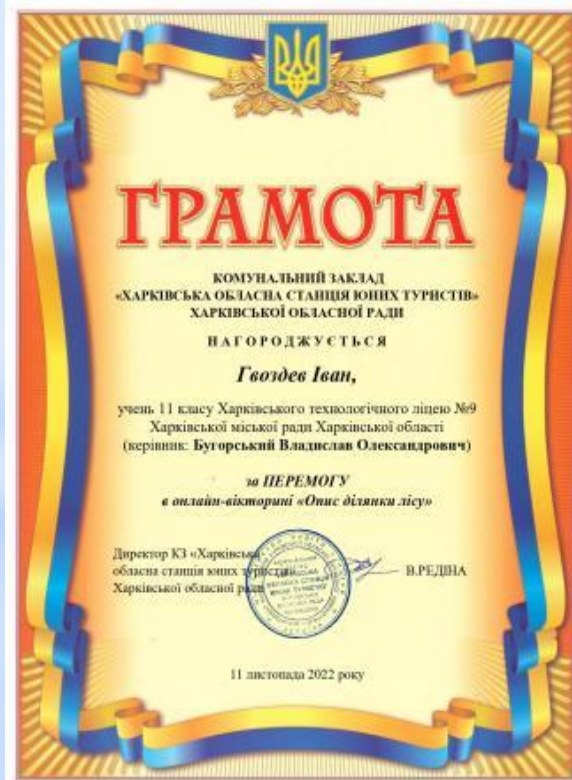 ГРАМОТА
КОМУНАЛЬНИЙ ЗАКЛАД
«ХАРКІВСЬКА ОБЛАСНА СТАНЦІЯ ЮНИХ ТУРИСТІВ»
ХАРКІВСЬКОЇ ОБЛАСНОЇ РАДИ
НАГОРОДЖУЄТЬСЯ
Гвоздев Іван,
учень 11 класу Харківського технологічного ліцею №9
Харківської міської ради Харківської області
(керівник: Бугорський Владислав Олександрович)
за ПЕРЕМОГУ
в онлайн-вікторині «Опис ділянки лісу»
Директор КЗ «Харківська
обласна станція юних туристів»
Харківської обласної ради
В.РЕДІНА
11 листопада 2022 року